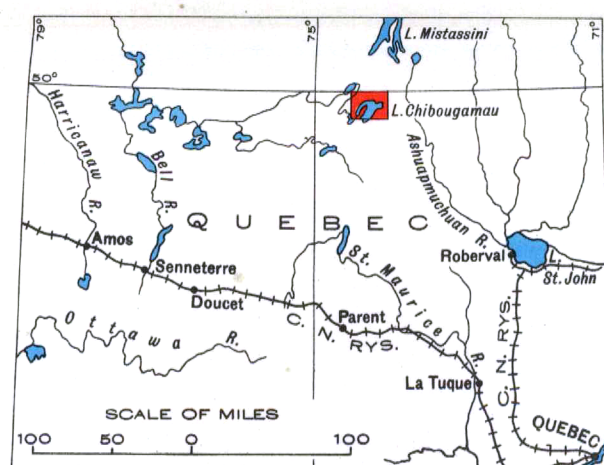 79°
75°
71°
L. Mistassini
50°
L. Chibougamau
Harricanaw R.
Bell R.
Ashuapmuchuan R.
QUEBEC
Amos
Senneterre
Doucet
Roberval
L. St. John
St. Maurice R.
Parent
C. N. RYS.
Ottawa R.
La Tuque
C. N. RYS.
QUEBEC
SCALE OF MILES
100 50 0 100